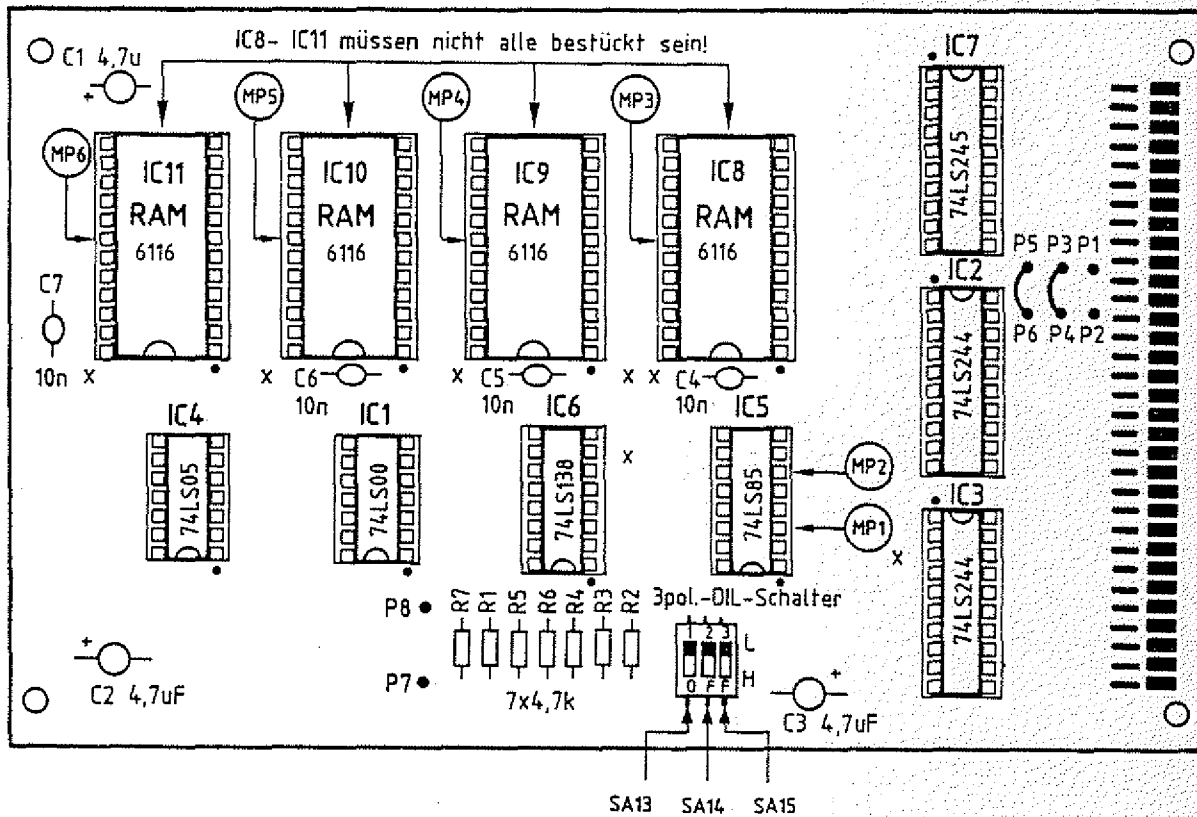 IC8- IC11 müssen nicht alle bestückt sein!
IC7
C1 4,7u
+
MP5
MP4
MP3
MP6
IC11
RAM
6116
IC10
RAM
6116
IC9
RAM
6116
IC8
RAM
6116
74LS245
P5 P3 P1
P6 P4 P2
IC2
74LS244
C7
10n
x
x
C6
10n
x
C5
10n
x x
C4
10n
IC4
74LS05
IC1
74LS00
IC6
74LS138
x
IC5
74LS85
MP2
MP1
x
IC3
74LS244
P8
P7
R7
R1
R5
R6
R4
R3
R2
7x4,7k
3pol.-DIL-Schalter
1 2 3
L
H
O F F
+
C2 4,7uF
+
C3 4,7uF
SA13 SA14 SA15